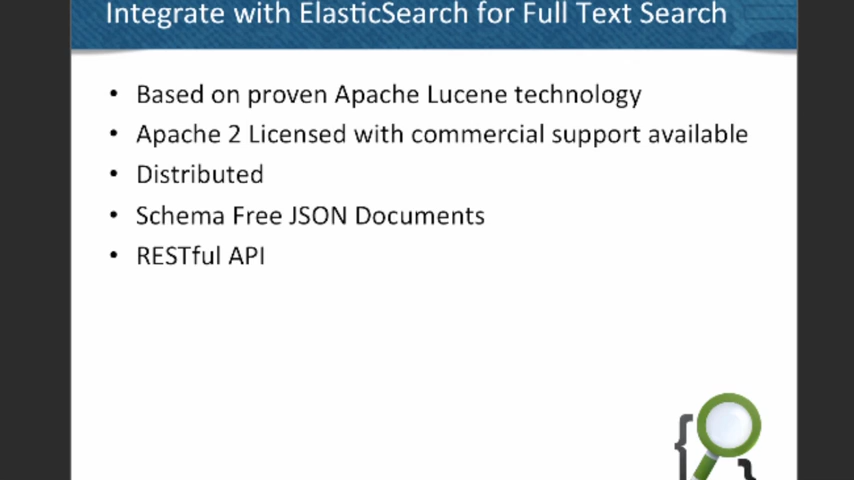 Integrate with ElasticSearch for Full Text Search
• Based on proven Apache Lucene technology
• Apache 2 Licensed with commercial support available
• Distributed
• Schema Free JSON Documents
• RESTful API
{ }